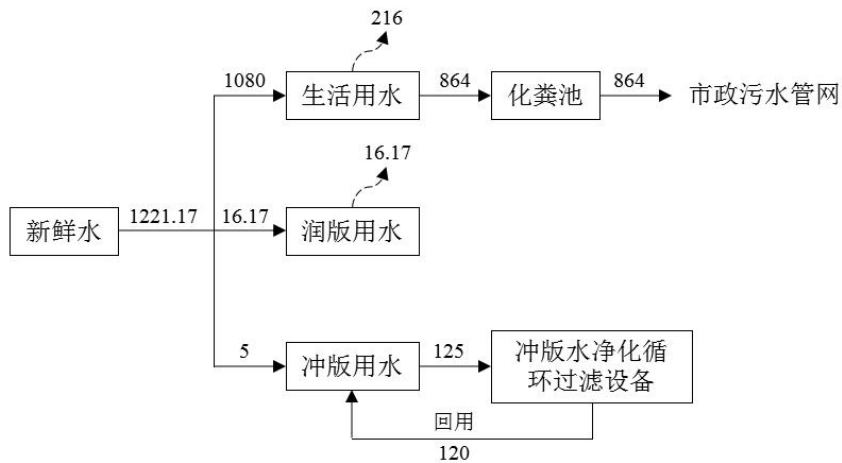 216
1080
生活用水
864
化粪池
864
市政污水管网
16.17
新鲜水
1221.17
16.17
润版用水
5
冲版用水
125
冲版水净化循
环过滤设备
回用
120